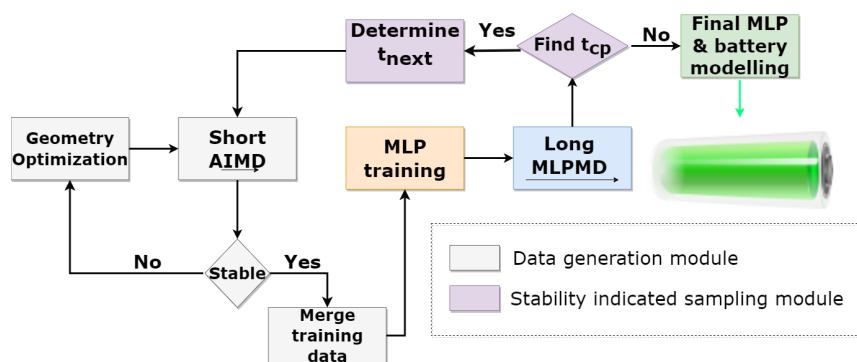 Determine
tnext
Yes
Find tcp
No
Final MLP
& battery
modelling
Geometry
Optimization
Short
AIMD
MLP
training
Long
MLPMD
No
Stable
Yes
Merge
training
data
Data generation module
Stability indicated sampling module